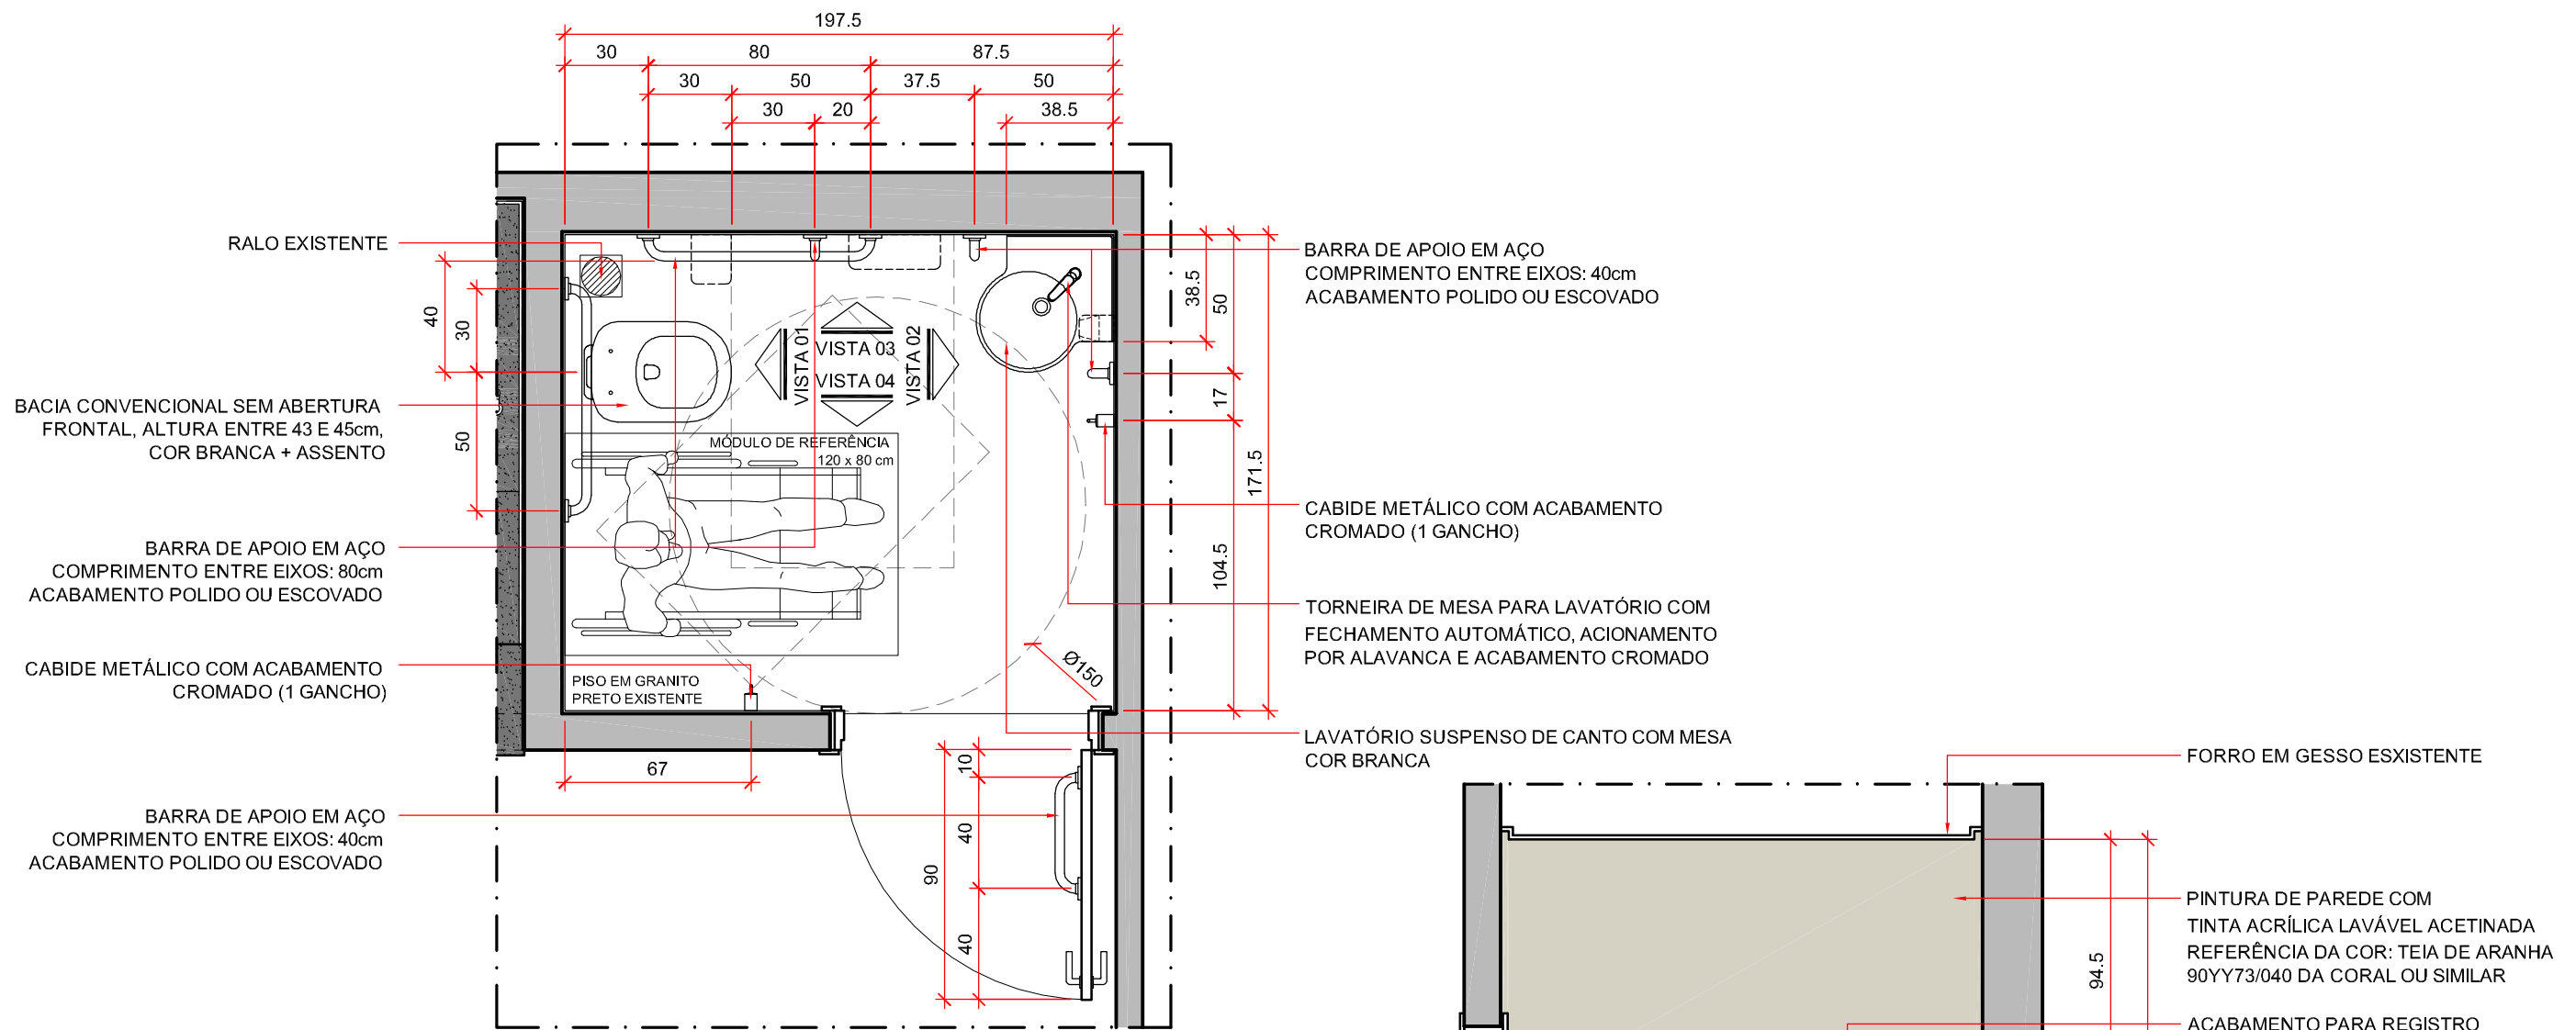 197.5
30 80 87.5
30 50 37.5 50
30 20 38.5
RALO EXISTENTE
40
30
50
BACIA CONVENCIONAL SEM ABERTURA
FRONTAL, ALTURA ENTRE 43 E 45cm,
COR BRANCA + ASSENTO
BARRA DE APOIO EM AÇO
COMPRIMENTO ENTRE EIXOS: 80cm
ACABAMENTO POLIDO OU ESCOVADO
CABIDE METÁLICO COM ACABAMENTO
CROMADO (1 GANCHO)
BARRA DE APOIO EM AÇO
COMPRIMENTO ENTRE EIXOS: 40cm
ACABAMENTO POLIDO OU ESCOVADO
VISTA 01
VISTA 03
VISTA 04
VISTA 02
MÓDULO DE REFERÊNCIA
120 x 80 cm
PISO EM GRANITO
PRETO EXISTENTE
Ø150
67
10
40
90
40
38.5
50
17
171.5
104.5
BARRA DE APOIO EM AÇO
COMPRIMENTO ENTRE EIXOS: 40cm
ACABAMENTO POLIDO OU ESCOVADO
CABIDE METÁLICO COM ACABAMENTO
CROMADO (1 GANCHO)
TORNEIRA DE MESA PARA LAVATÓRIO COM
FECHAMENTO AUTOMÁTICO, ACIONAMENTO
POR ALAVANCA E ACABAMENTO CROMADO
LAVATÓRIO SUSPENSO DE CANTO COM MESA
COR BRANCA
FORRO EM GESSO ESXISTENTE
PINTURA DE PAREDE COM
TINTA ACRÍLICA LAVÁVEL ACETINADA
REFERÊNCIA DA COR: TEIA DE ARANHA
90YY73/040 DA CORAL OU SIMILAR
94.5
ACABAMENTO PARA REGISTRO